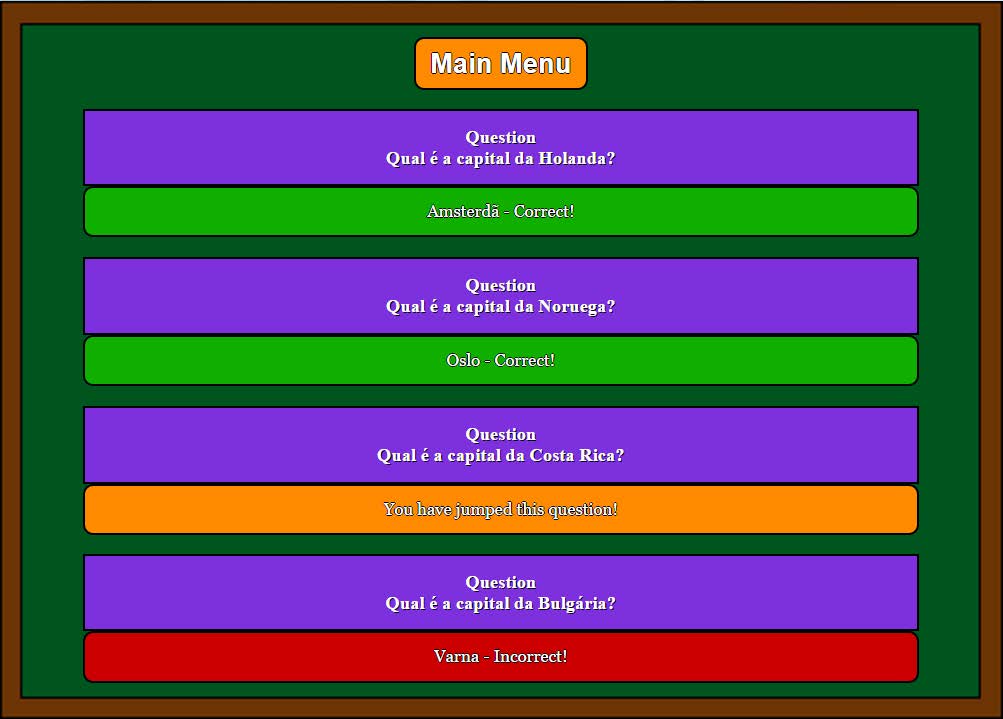 Main Menu
Question
Qual é a capital da Holanda?
Amsterdã - Correct!
Question
Qual é a capital da Noruega?
Oslo - Correct!
Question
Qual é a capital da Costa Rica?
You have jumped this question!
Question
Qual é a capital da Bulgária?
Varna - Incorrect!